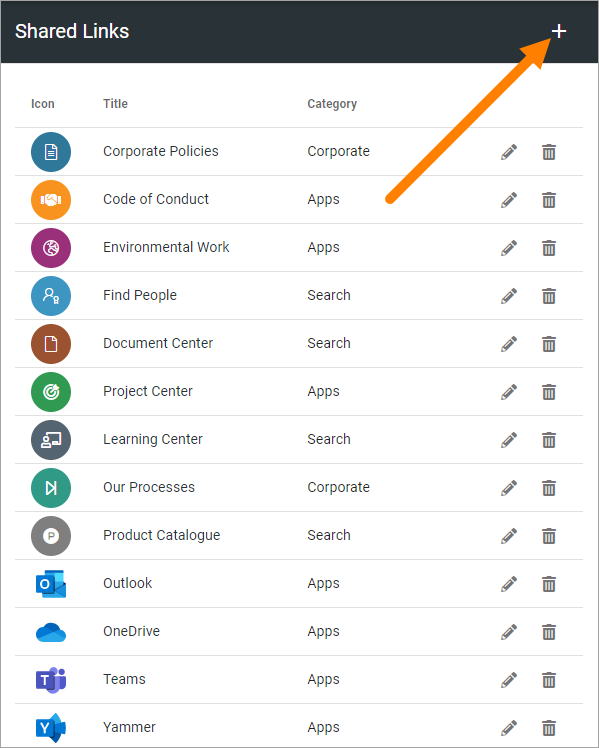 Shared Links +
Icon Title Category
Corporate Policies Corporate
Code of Conduct Apps
Environmental Work Apps
Find People Search
Document Center Search
Project Center Apps
Learning Center Search
Our Processes Corporate
P Product Catalogue Search
O Outlook Apps
OneDrive Apps
T Teams Apps
Y Yammer Apps